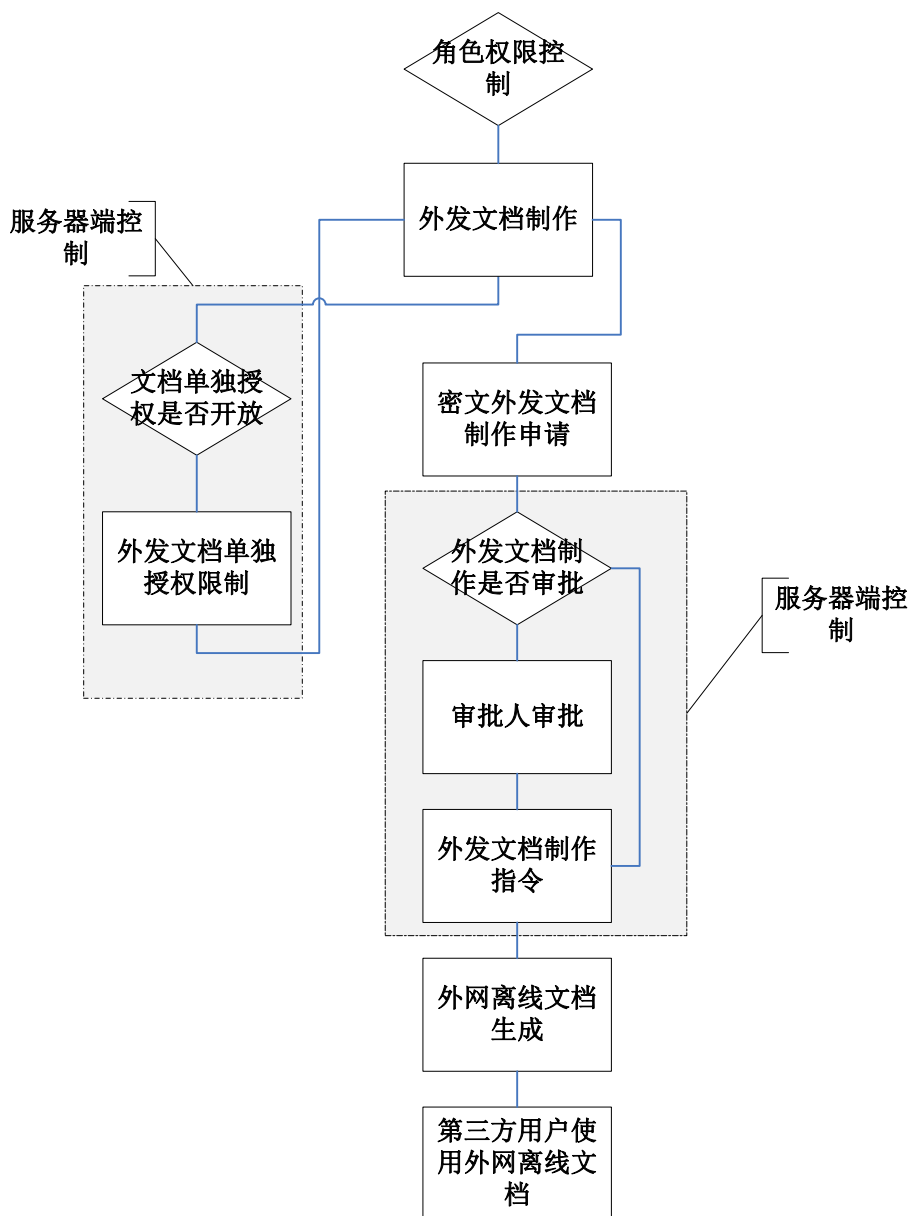 角色权限控
制
外发文档制作
服务器端控
制
文档单独授
权是否开放
密文外发文档
制作申请
外发文档单独
授权限制
外发文档制
作是否审批
服务器端控
制
审批人审批
外发文档制作
指令
外网离线文档
生成
第三方用户使
用外网离线文
档